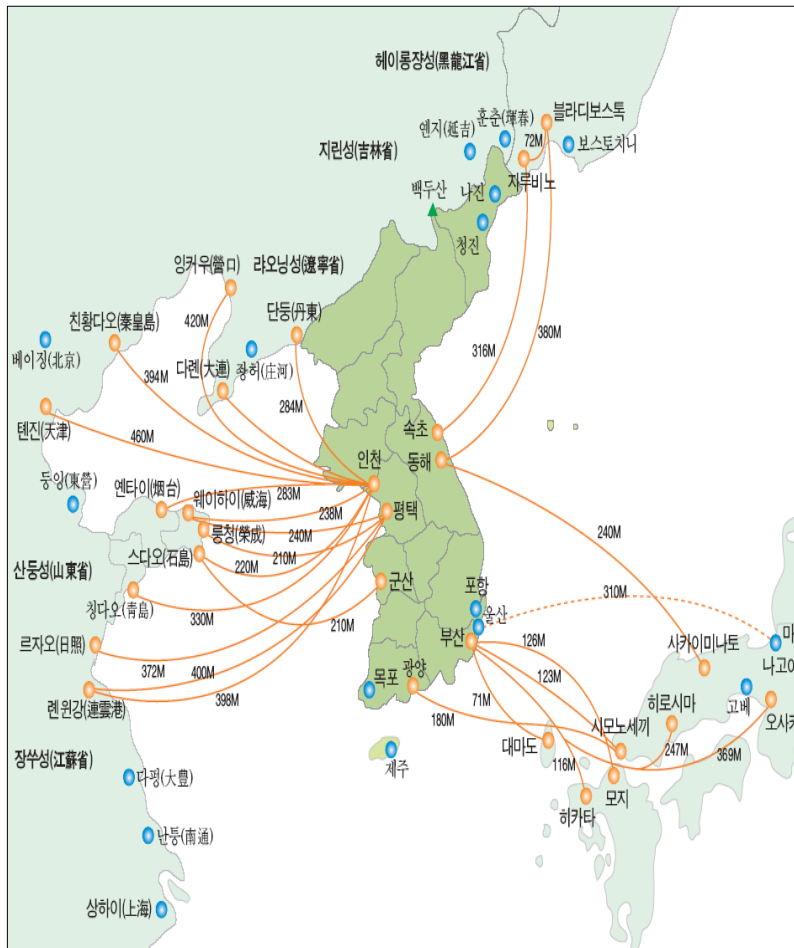 헤이롱쟝성(黑龍江省)
블라디보스톡
훈춘(琿春)
옌지(延吉)
72M
보스토치니
지린성(吉林省)
자루비노
백두산
나진
청진
잉커우(營口)
랴오닝성(遼寧省)
단둥(丹東)
친황다오(秦皇島)
420M
380M
316M
베이징(北京)
다롄(大連)
좡허(庄河)
394M
284M
톈진(天津)
460M
속초
동해
인천
둥잉(東營)
옌타이(烟台)
283M
웨이하이(威海)
238M
평택
룽청(榮成)
240M
240M
스다오(石島)
210M
산둥성(山東省)
220M
군산
포항
310M
칭다오(青島)
330M
210M
울산
부산
126M
사카이미나토
마
나고야
르자오(日照)
372M
400M
목포
광양
123M
롄윈강(連雲港)
398M
71M
히로시마
고베
오사카
180M
시모노세끼
장쑤성(江蘇省)
대마도
247M
116M
369M
제주
다펑(大豊)
모지
히카타
난퉁(南通)
상하이(上海)